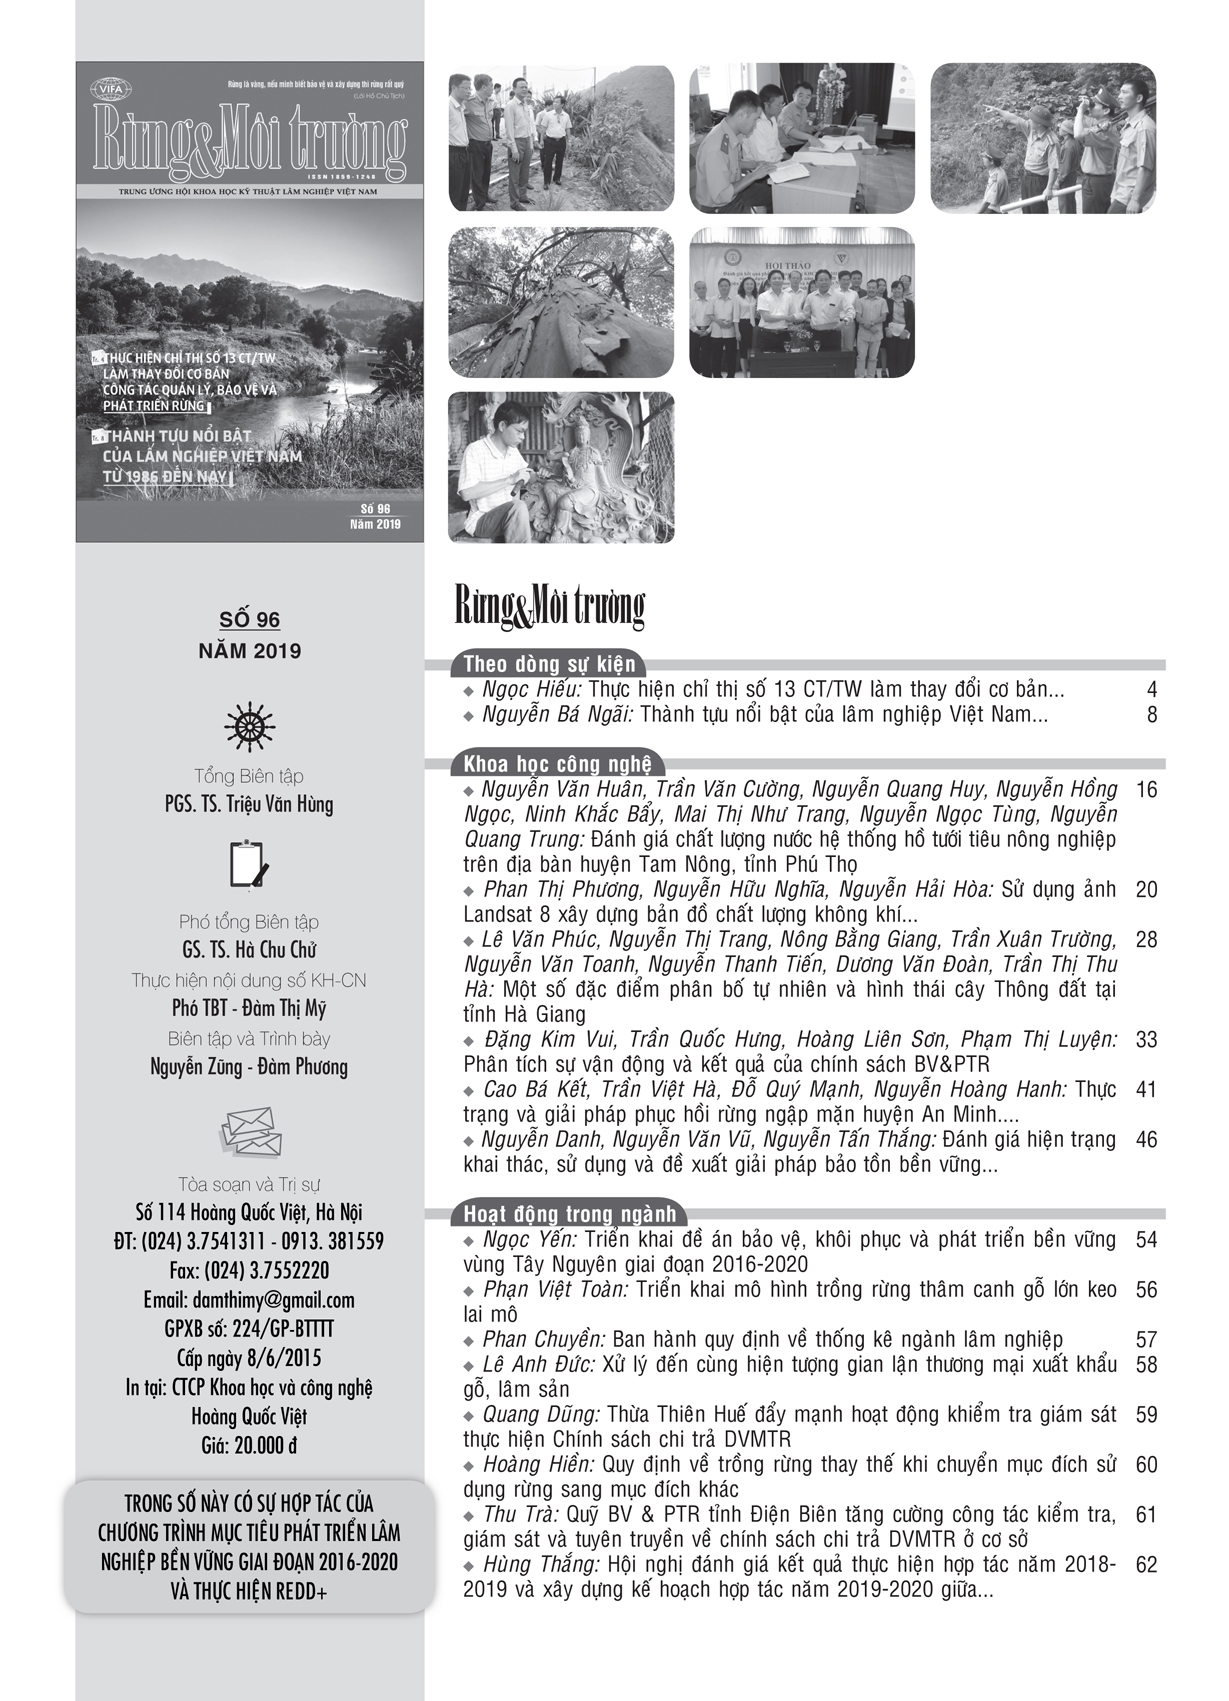 VIFA
Rừng là vàng, nếu mình biết bảo vệ và xây dựng thì rừng rất quý
(Lời Hồ Chủ Tịch)
Rừng&Môi trường
ISSN 1859-1248
TRUNG ƯƠNG HỘI KHOA HỌC KỸ THUẬT LÂM NGHIỆP VIỆT NAM
THỰC HIỆN CHỈ THỊ SỐ 13 CT/TW
LÀM THAY ĐỔI CƠ BẢN
CÔNG TÁC QUẢN LÝ, BẢO VỆ VÀ
PHÁT TRIỂN RỪNG
Tr. 8
THÀNH TỰU NỔI BẬT
CỦA LÂM NGHIỆP VIỆT NAM
TỪ 1986 ĐẾN NAY
Số 96
Năm 2019
HỘI THẢO
SỐ 96
NĂM 2019
Tổng Biên tập
PGS. TS. Triệu Văn Hùng
Phó tổng Biên tập
GS. TS. Hà Chu Chử
Thực hiện nội dung số KH-CN
Phó TBT - Đàm Thị Mỹ
Biên tập và Trình bày
Nguyễn Zũng - Đàm Phương
Tòa soạn và Trị sự
Số 114 Hoàng Quốc Việt, Hà Nội
ĐT: (024) 3.7541311 - 0913. 381559
Fax: (024) 3.7552220
Email: damthimy@gmail.com
GPXB số: 224/GP-BTTTT
Cấp ngày 8/6/2015
In tại: CTCP Khoa học và công nghệ
Hoàng Quốc Việt
Giá: 20.000 đ
TRONG SỐ NÀY CÓ SỰ HỢP TÁC CỦA
CHƯƠNG TRÌNH MỤC TIÊU PHÁT TRIỂN LÂM
NGHIỆP BỀN VỮNG GIAI ĐOẠN 2016-2020
VÀ THỰC HIỆN REDD+
Rừng&Môi trường
Theo dòng sự kiện
◆ Ngọc Hiếu: Thực hiện chỉ thị số 13 CT/TW làm thay đổi cơ bản... 4
◆ Nguyễn Bá Ngãi: Thành tựu nổi bật của lâm nghiệp Việt Nam... 8
Khoa học công nghệ
◆ Nguyễn Văn Huân, Trần Văn Cường, Nguyễn Quang Huy, Nguyễn Hồng 16
Ngọc, Ninh Khắc Bẩy, Mai Thị Như Trang, Nguyễn Ngọc Tùng, Nguyễn
Quang Trung: Đánh giá chất lượng nước hệ thống hồ tưới tiêu nông nghiệp
trên địa bàn huyện Tam Nông, tỉnh Phú Thọ
◆ Phan Thị Phương, Nguyễn Hữu Nghĩa, Nguyễn Hải Hòa: Sử dụng ảnh 20
Landsat 8 xây dựng bản đồ chất lượng không khí...
◆ Lê Văn Phúc, Nguyễn Thị Trang, Nông Bằng Giang, Trần Xuân Trường, 28
Nguyễn Văn Toanh, Nguyễn Thanh Tiến, Dương Văn Đoàn, Trần Thị Thu
Hà: Một số đặc điểm phân bố tự nhiên và hình thái cây Thông đất tại
tỉnh Hà Giang
◆ Đặng Kim Vui, Trần Quốc Hưng, Hoàng Liên Sơn, Phạm Thị Luyện: 33
Phân tích sự vận động và kết quả của chính sách BV&PTR
◆ Cao Bá Kết, Trần Việt Hà, Đỗ Quý Mạnh, Nguyễn Hoàng Hanh: Thực 41
trạng và giải pháp phục hồi rừng ngập mặn huyện An Minh....
◆ Nguyễn Danh, Nguyễn Văn Vũ, Nguyễn Tấn Thắng: Đánh giá hiện trạng 46
khai thác, sử dụng và đề xuất giải pháp bảo tồn bền vững...
Hoạt động trong ngành
◆ Ngọc Yến: Triển khai đề án bảo vệ, khôi phục và phát triển bền vững 54
vùng Tây Nguyên giai đoạn 2016-2020
◆ Phạn Việt Toàn: Triển khai mô hình trồng rừng thâm canh gỗ lớn keo 56
lai mô
◆ Phan Chuyền: Ban hành quy định về thống kê ngành lâm nghiệp 57
◆ Lê Anh Đức: Xử lý đến cùng hiện tượng gian lận thương mại xuất khẩu 58
gỗ, lâm sản
◆ Quang Dũng: Thừa Thiên Huế đẩy mạnh hoạt động khiểm tra giám sát 59
thực hiện Chính sách chi trả DVMTR
◆ Hoàng Hiền: Quy định về trồng rừng thay thế khi chuyển mục đích sử 60
dụng rừng sang mục đích khác
◆ Thu Trà: Quỹ BV & PTR tỉnh Điện Biên tăng cường công tác kiểm tra, 61
giám sát và tuyên truyền về chính sách chi trả DVMTR ở cơ sở
◆ Hùng Thắng: Hội nghị đánh giá kết quả thực hiện hợp tác năm 2018- 62
2019 và xây dựng kế hoạch hợp tác năm 2019-2020 giữa...